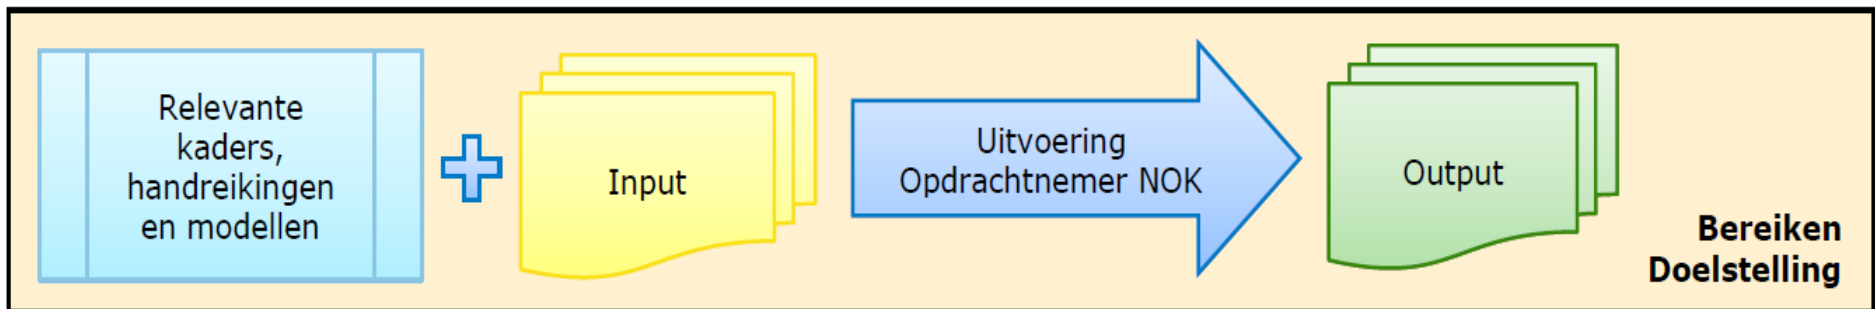 Relevante
kaders,
handreikingen
en modellen
Input
Uitvoering
Opdrachtnemer NOK
Output
Bereiken
Doelstelling